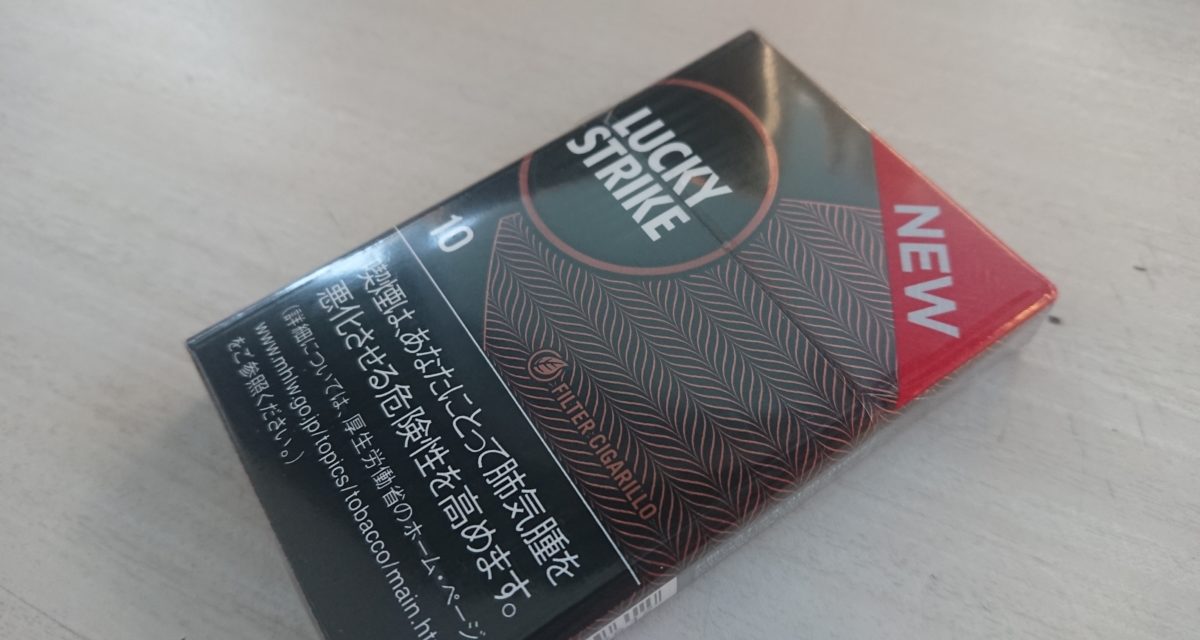 LUCKY
STRIKE
NEW
10
FILTER CIGARILLO
喫煙は、あなたにとって肺気腫を
悪化させる危険性を高めます。
(詳細については、厚生労働省のホーム・ページ
www.mhlw.go.jp/topics/tobacco/main.ht
をご参照ください。)